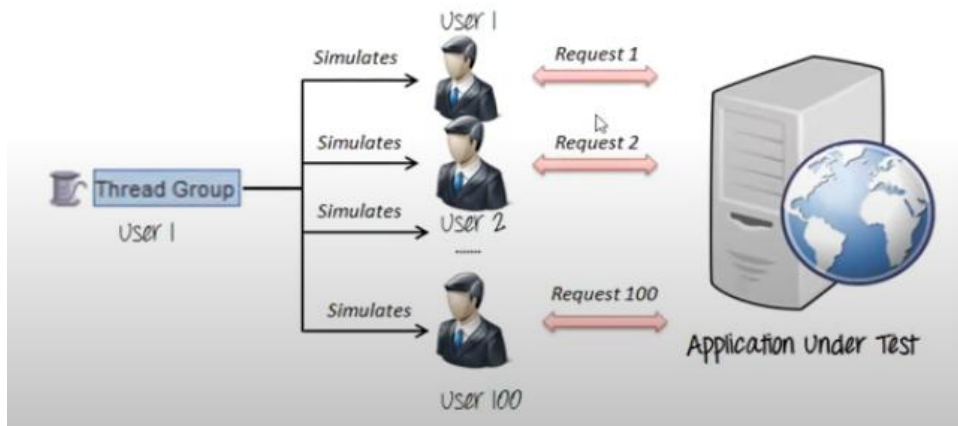 User 1
Simulates
Request 1
Simulates
Request 2
Thread Group
Simulates
User 1
User 2
.......
Simulates
Request 100
Application Under Test
User 100